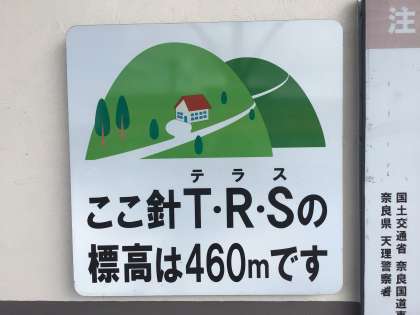 テラス
ここ針T·R·Sの
標高は460mです
注
国土交通省 奈良国道事
奈良県 天理警察署